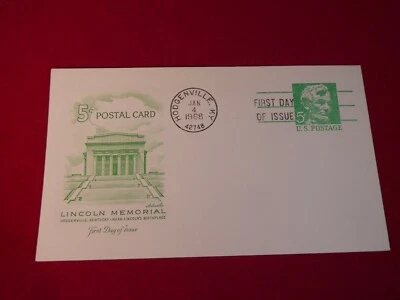 5¢ POSTAL CARD
LINCOLN MEMORIAL
First Day of Issue
HODGENVILLE, KY
JAN
4
1968
42748
FIRST DAY
OF ISSUE
5¢
U.S. POSTAGE